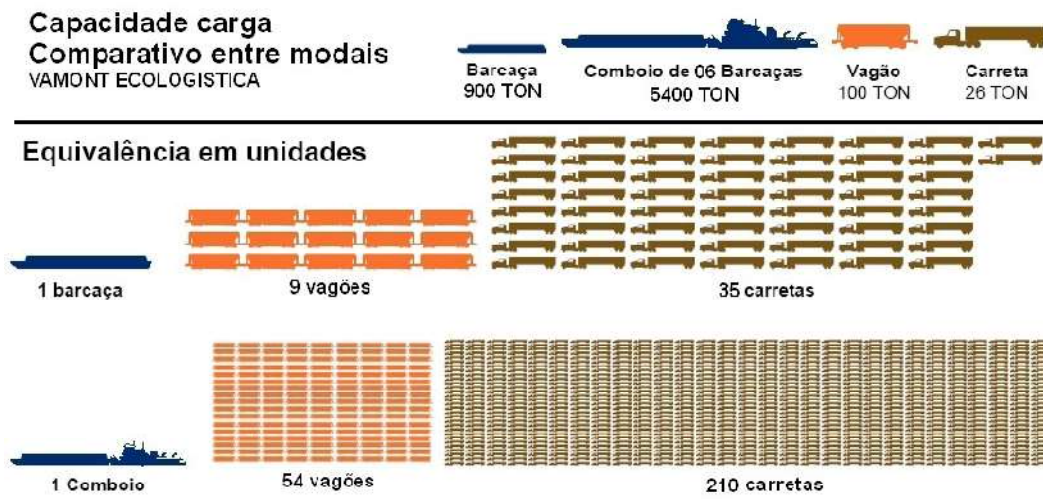 Capacidade carga
Comparativo entre modais
VAMONT ECOLOGISTICA
Barcaça
900 TON
Comboio de 06 Barcaças
5400 TON
Vagão
100 TON
Carreta
26 TON
Equivalência em unidades
1 barcaça
9 vagões
35 carretas
1 Comboio
54 vagões
210 carretas